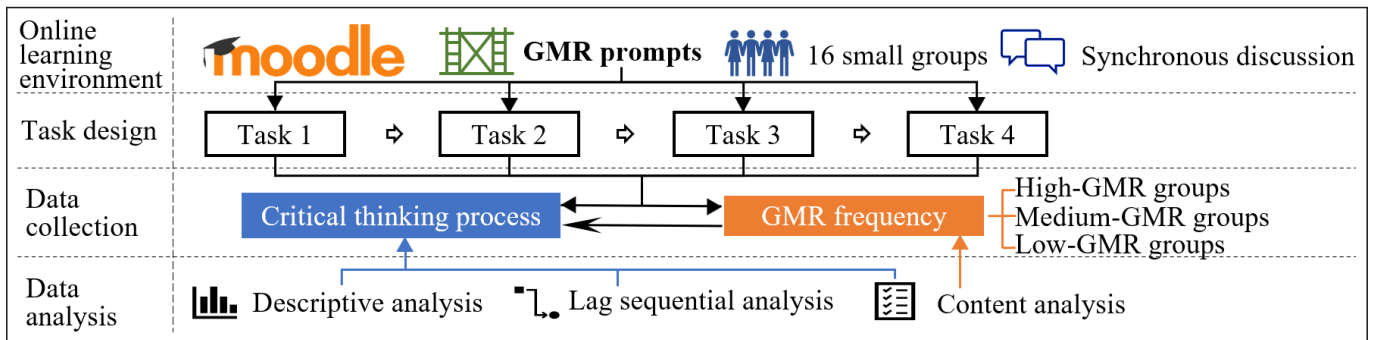 Online
learning
environment
moodle
GMR prompts
16 small groups
Synchronous discussion
Task design
Task 1
Task 2
Task 3
Task 4
Data
collection
Critical thinking process
GMR frequency
High-GMR groups
Medium-GMR groups
Low-GMR groups
Data
analysis
Descriptive analysis
Lag sequential analysis
Content analysis